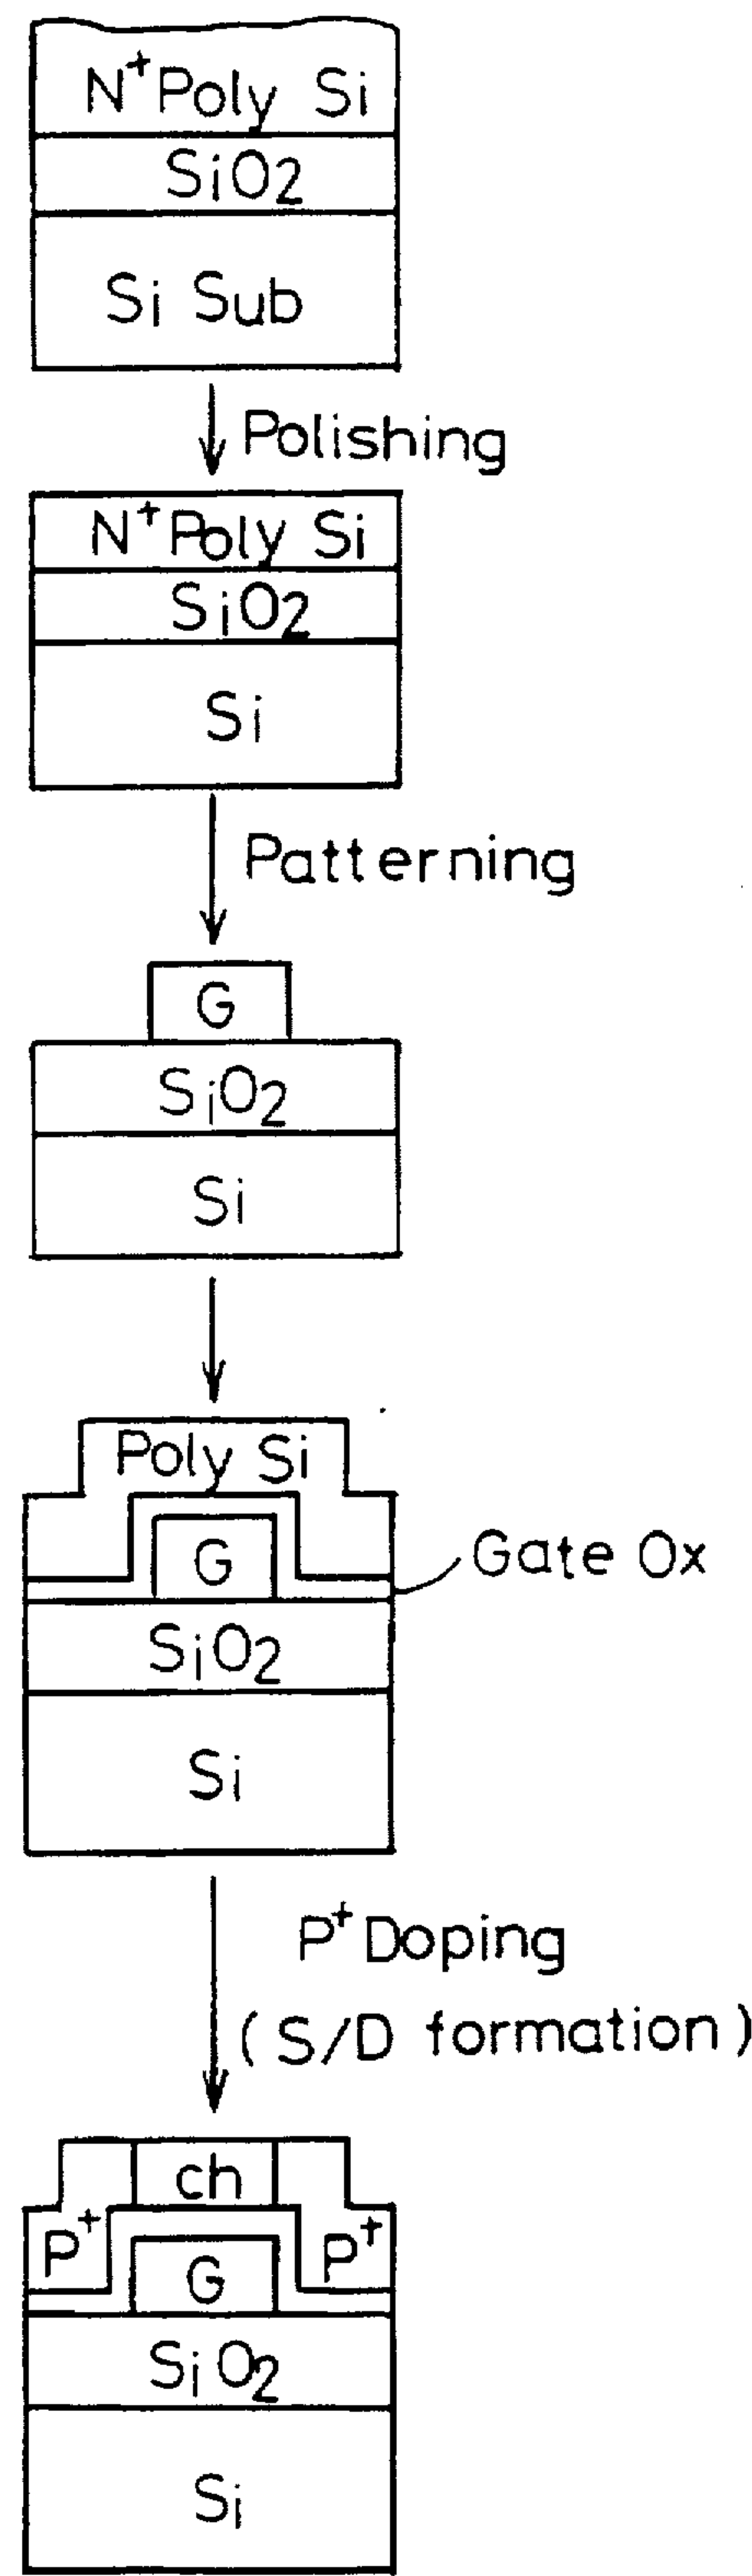 N⁺Poly Si
SiO₂
Si Sub
Polishing
N⁺Poly Si
SiO₂
Si
Patterning
G
SiO₂
Si
Poly Si
G
Gate Ox
SiO₂
Si
P⁺Doping
(S/D formation)
ch
P⁺ P⁺
G
SiO₂
Si